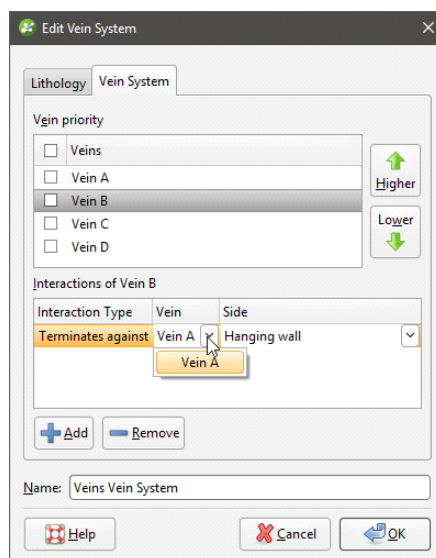 Edit Vein System
Lithology Vein System
Vein priority
Veins
Vein A
Vein B
Vein C
Vein D
Higher
Lower
Interactions of Vein B
Interaction Type Vein Side
Terminates against Vein A Hanging wall
Vein A
Add Remove
Name: Veins Vein System
Help Cancel OK